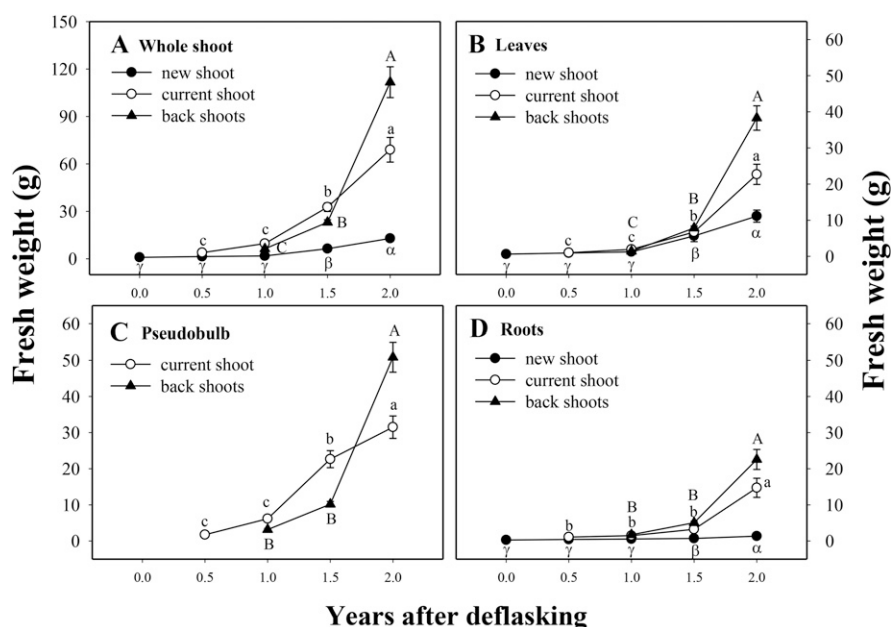 A Whole shoot
new shoot
current shoot
back shoots
150
120
90
60
30
0
A
a
b
B
c
c
C
γ
γ
γ
β
α
0.0 0.5 1.0 1.5 2.0
B Leaves
new shoot
current shoot
back shoots
60
50
40
30
20
10
0
A
a
B
b
C
c
c
γ
γ
γ
β
α
0.0 0.5 1.0 1.5 2.0
C Pseudobulb
current shoot
back shoots
60
50
40
30
20
10
0
A
a
b
c
c
B
B
0.0 0.5 1.0 1.5 2.0
D Roots
new shoot
current shoot
back shoots
60
50
40
30
20
10
0
A
a
B
b
B
b
b
γ
γ
γ
β
α
0.0 0.5 1.0 1.5 2.0
Fresh weight (g)
Fresh weight (g)
Years after deflasking